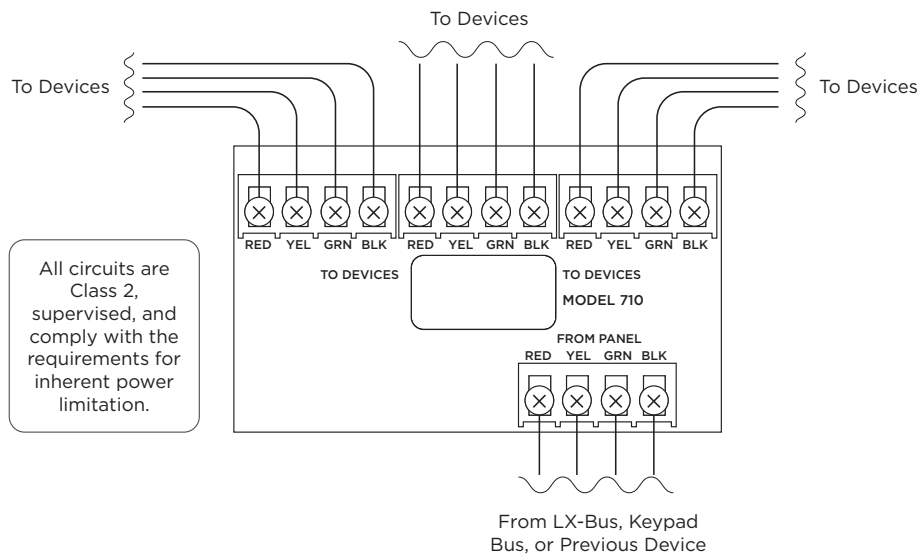 To Devices
To Devices
To Devices
RED YEL GRN BLK RED YEL GRN BLK RED YEL GRN BLK
TO DEVICES
TO DEVICES
MODEL 710
All circuits are
Class 2,
supervised, and
comply with the
requirements for
inherent power
limitation.
FROM PANEL
RED YEL GRN BLK
From LX-Bus, Keypad
Bus, or Previous Device